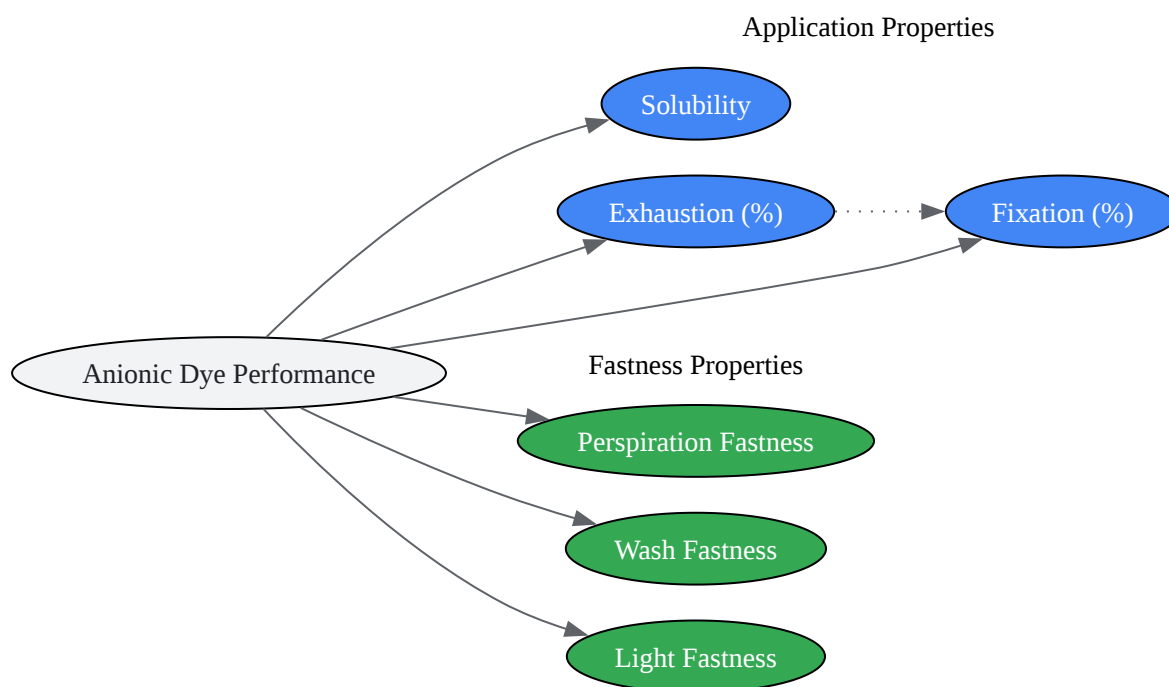 Application Properties
Solubility
Exhaustion (%)
Fixation (%)
Anionic Dye Performance
Fastness Properties
Perspiration Fastness
Wash Fastness
Light Fastness